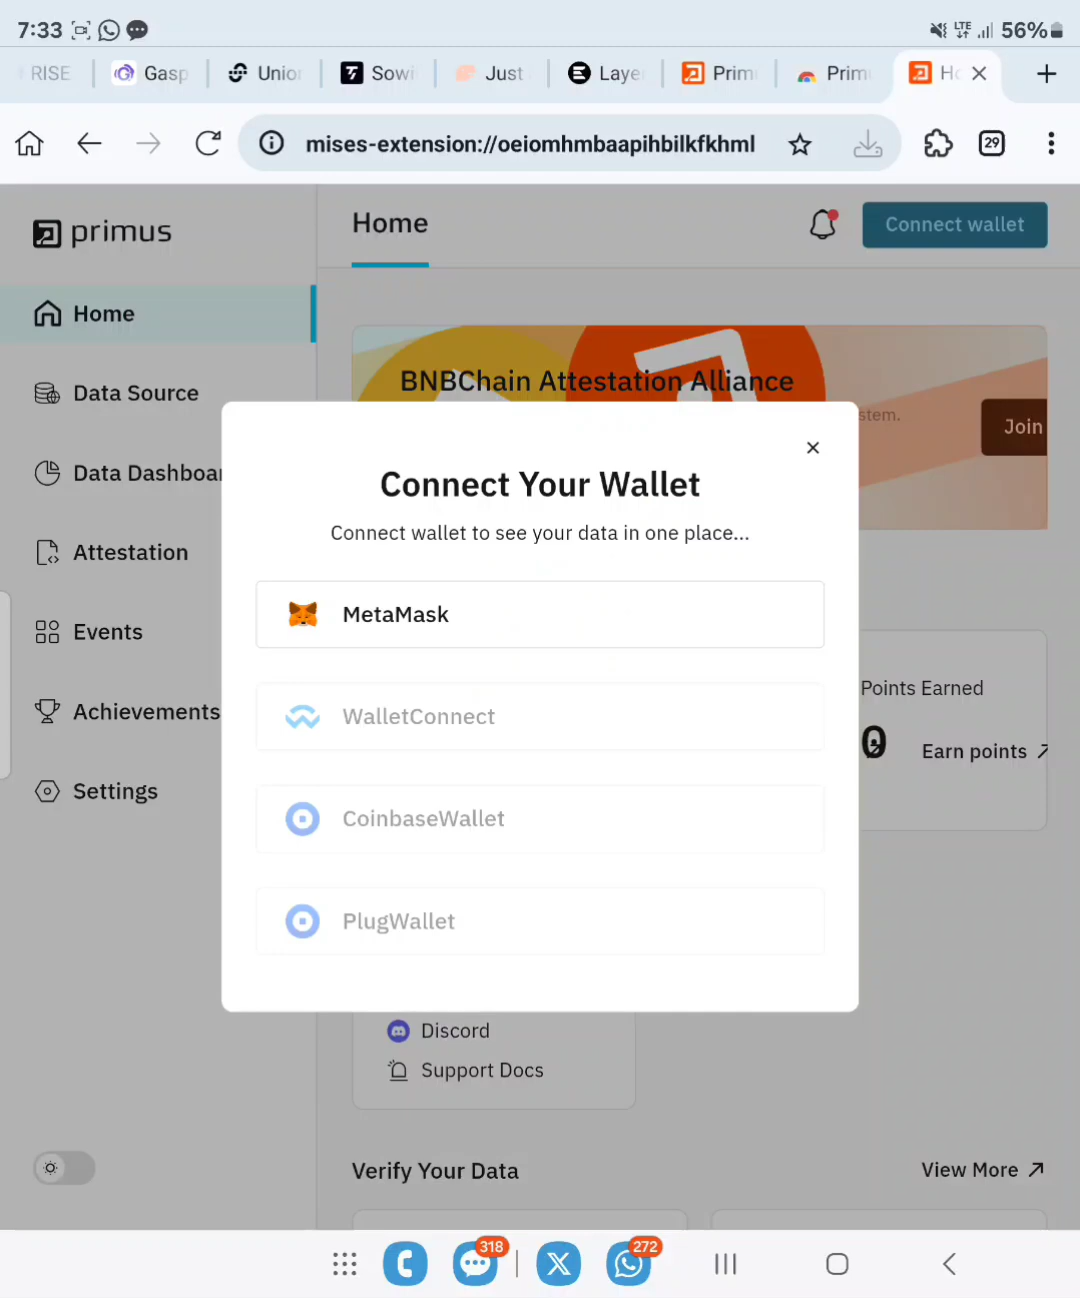 7:33
LTE
56%
RISE
Gasp
Union
Sowi
Just
Laye
Prim
Prim
Ho
mises-extension://oeiomhmbaapihbilkfkhml
29
primus
Home
Connect wallet
Home
Data Source
BNBChain Attestation Alliance
stem.
Join
Data Dashboar
Connect Your Wallet
Connect wallet to see your data in one place...
Attestation
MetaMask
Events
WalletConnect
Points Earned
Achievements
0
Earn points
Settings
CoinbaseWallet
PlugWallet
Discord
Support Docs
Verify Your Data
View More
318
272